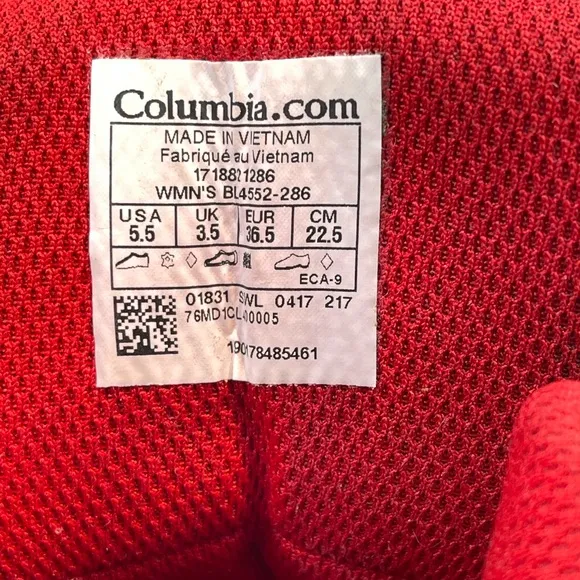 Columbia.com
MADE IN VIETNAM
Fabriqué au Vietnam
1718821286
WMN'S BL4552-286
USA UK EUR CM
5.5 3.5 36.5 22.5
ECA-9
01831 SWL 0417 217
76MD1CL400005
190178485461